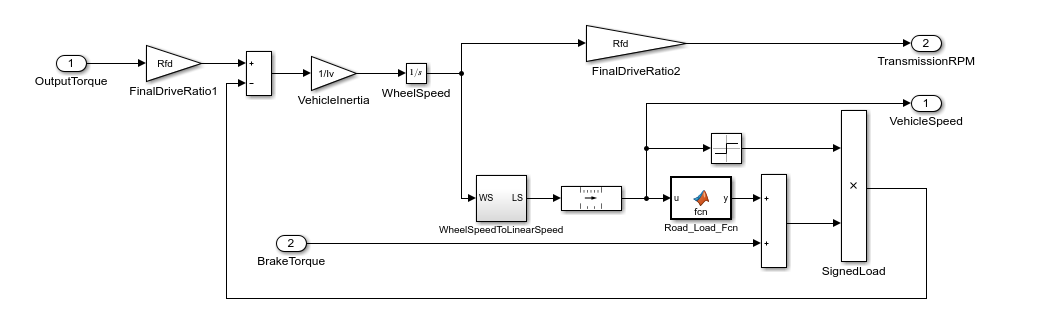 1
OutputTorque
Rfd
FinalDriveRatio1
+
−
1/Iv
VehicleInertia
1/s
WheelSpeed
Rfd
FinalDriveRatio2
2
TransmissionRPM
1
VehicleSpeed
WS LS
WheelSpeedToLinearSpeed
u y
fcn
Road_Load_Fcn
2
BrakeTorque
+
+
×
SignedLoad